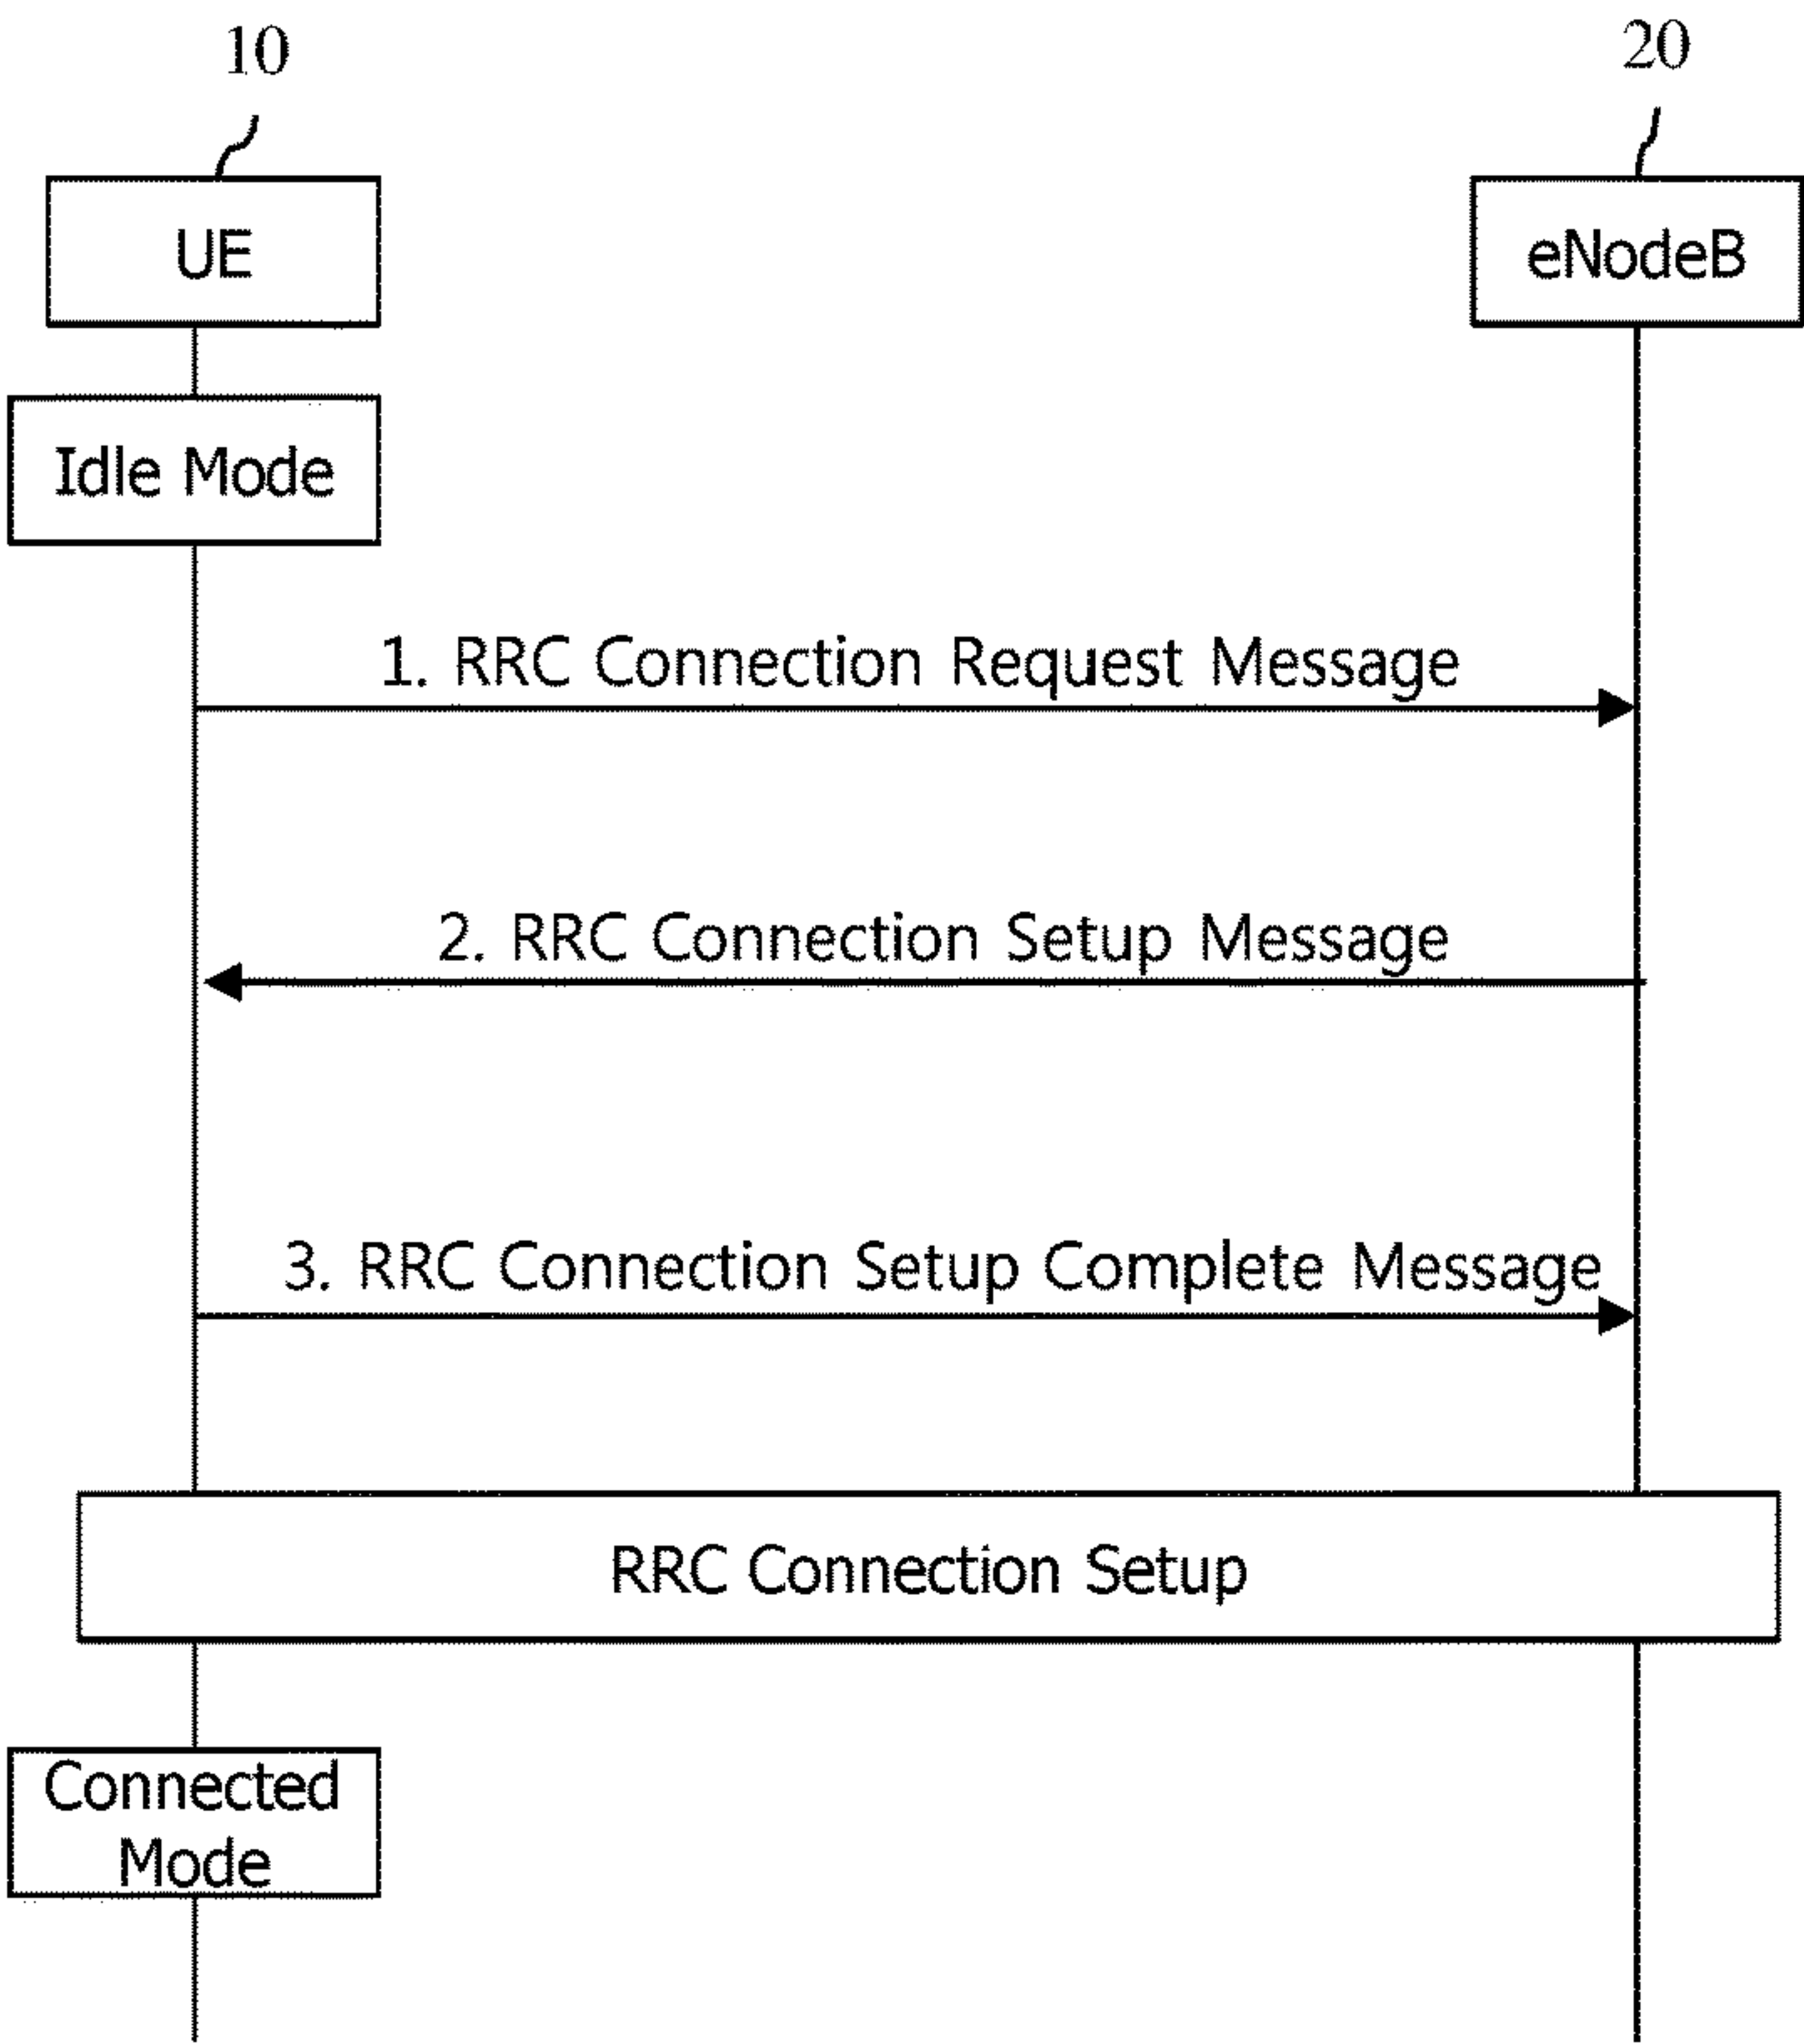 10
20
UE
eNodeB
Idle Mode
1. RRC Connection Request Message
2. RRC Connection Setup Message
3. RRC Connection Setup Complete Message
RRC Connection Setup
Connected
Mode